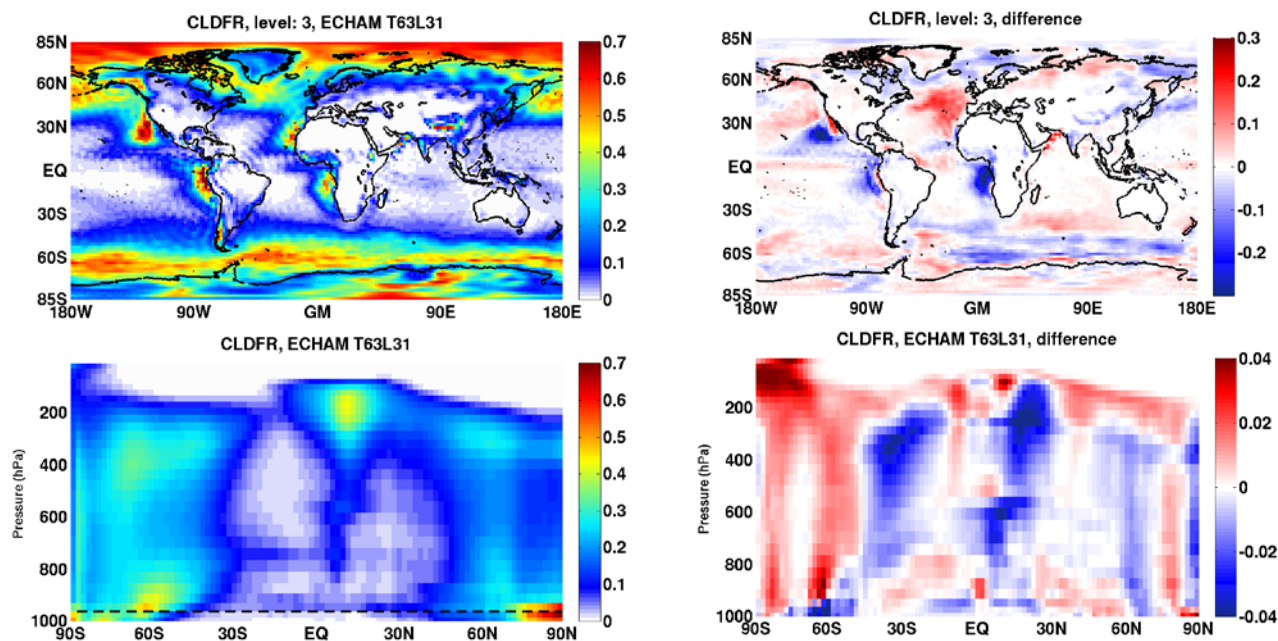 CLDFR, level: 3, ECHAM T63L31
85N
60N
30N
EQ
30S
60S
85S
180W 90W GM 90E 180E
0.7
0.6
0.5
0.4
0.3
0.2
0.1
0
CLDFR, level: 3, difference
85N
60N
30N
EQ
30S
60S
85S
180W 90W GM 90E 180E
0.3
0.2
0.1
0
-0.1
-0.2
CLDFR, ECHAM T63L31
Pressure (hPa)
200
400
600
800
1000
90S 60S 30S EQ 30N 60N 90N
0.7
0.6
0.5
0.4
0.3
0.2
0.1
0
CLDFR, ECHAM T63L31, difference
Pressure (hPa)
200
400
600
800
1000
90S 60S 30S EQ 30N 60N 90N
0.04
0.02
0
-0.02
-0.04